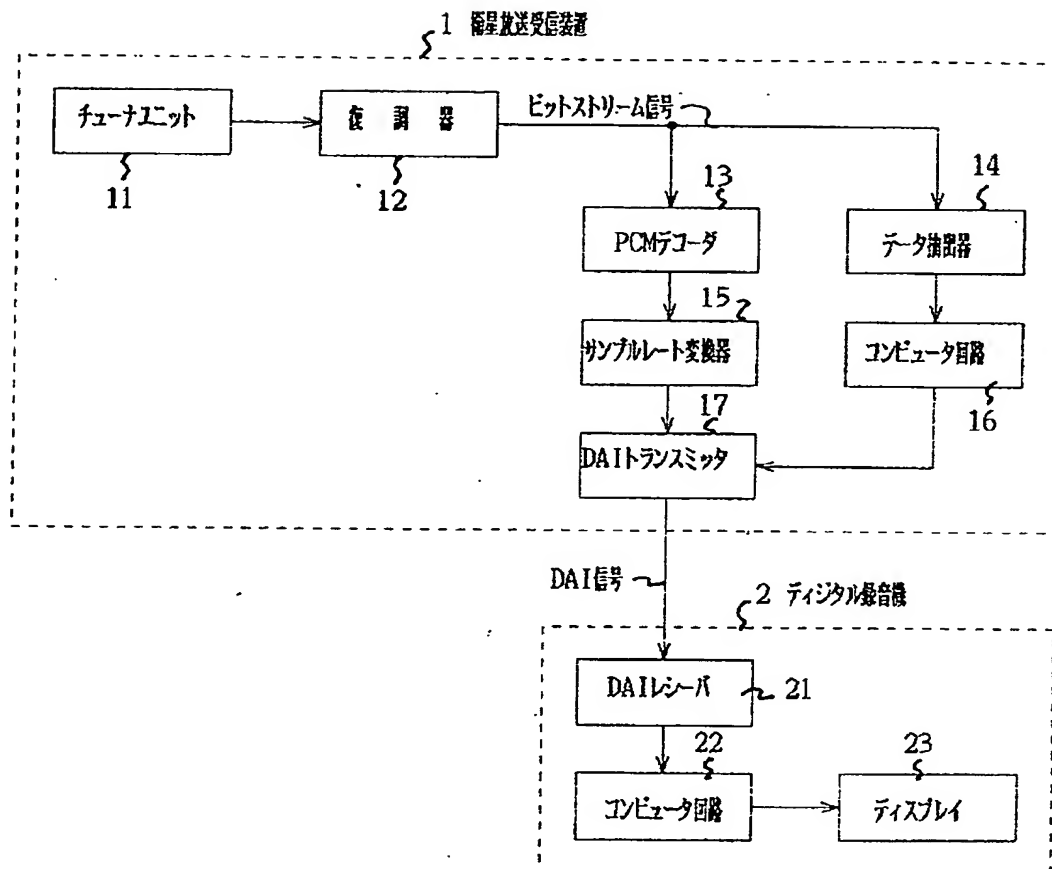 1 衛星放送受信装置
チューナユニット
11
復 調 器
12
ビットストリーム信号
13
PCMデコーダ
14
データ抽出器
15
サンプルレート変換器
コンピュータ回路
16
17
DAIトランスミッタ
DAI信号
2 ディジタル録音機
DAIレシーバ
21
22
コンピュータ回路
23
ディスプレイ